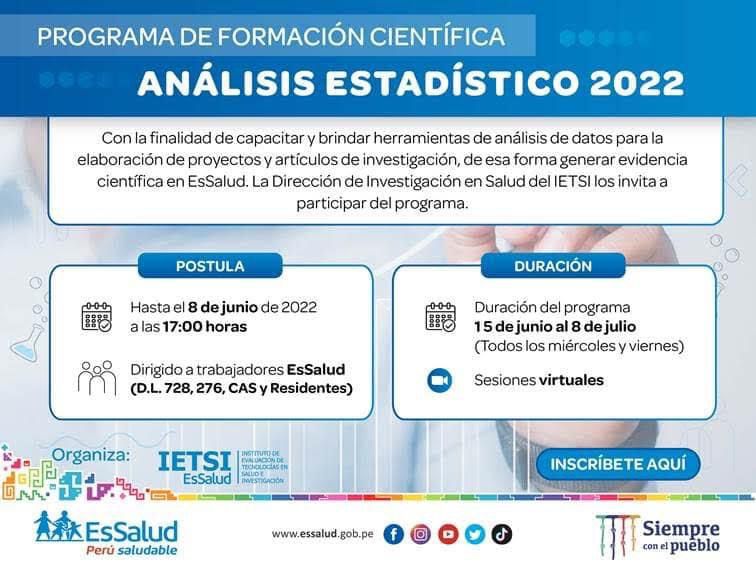 PROGRAMA DE FORMACIÓN CIENTÍFICA
ANÁLISIS ESTADÍSTICO 2022
Con la finalidad de capacitar y brindar herramientas de análisis de datos para la
elaboración de proyectos y artículos de investigación, de esa forma generar evidencia
científica en EsSalud. La Dirección de Investigación en Salud del IETSI los invita a
participar del programa.
POSTULA
Hasta el 8 de junio de 2022
a las 17:00 horas
Dirigido a trabajadores EsSalud
(D.L. 728, 276, CAS y Residentes)
DURACIÓN
Duración del programa
15 de junio al 8 de julio
(Todos los miércoles y viernes)
Sesiones virtuales
Organiza:
IETSI
EsSalud
INSTITUTO DE
EVALUACIÓN DE
TECNOLOGÍAS EN
SALUD E
INVESTIGACIÓN
INSCRÍBETE AQUÍ
EsSalud
Perú saludable
www.essalud.gob.pe
Siempre
con el pueblo